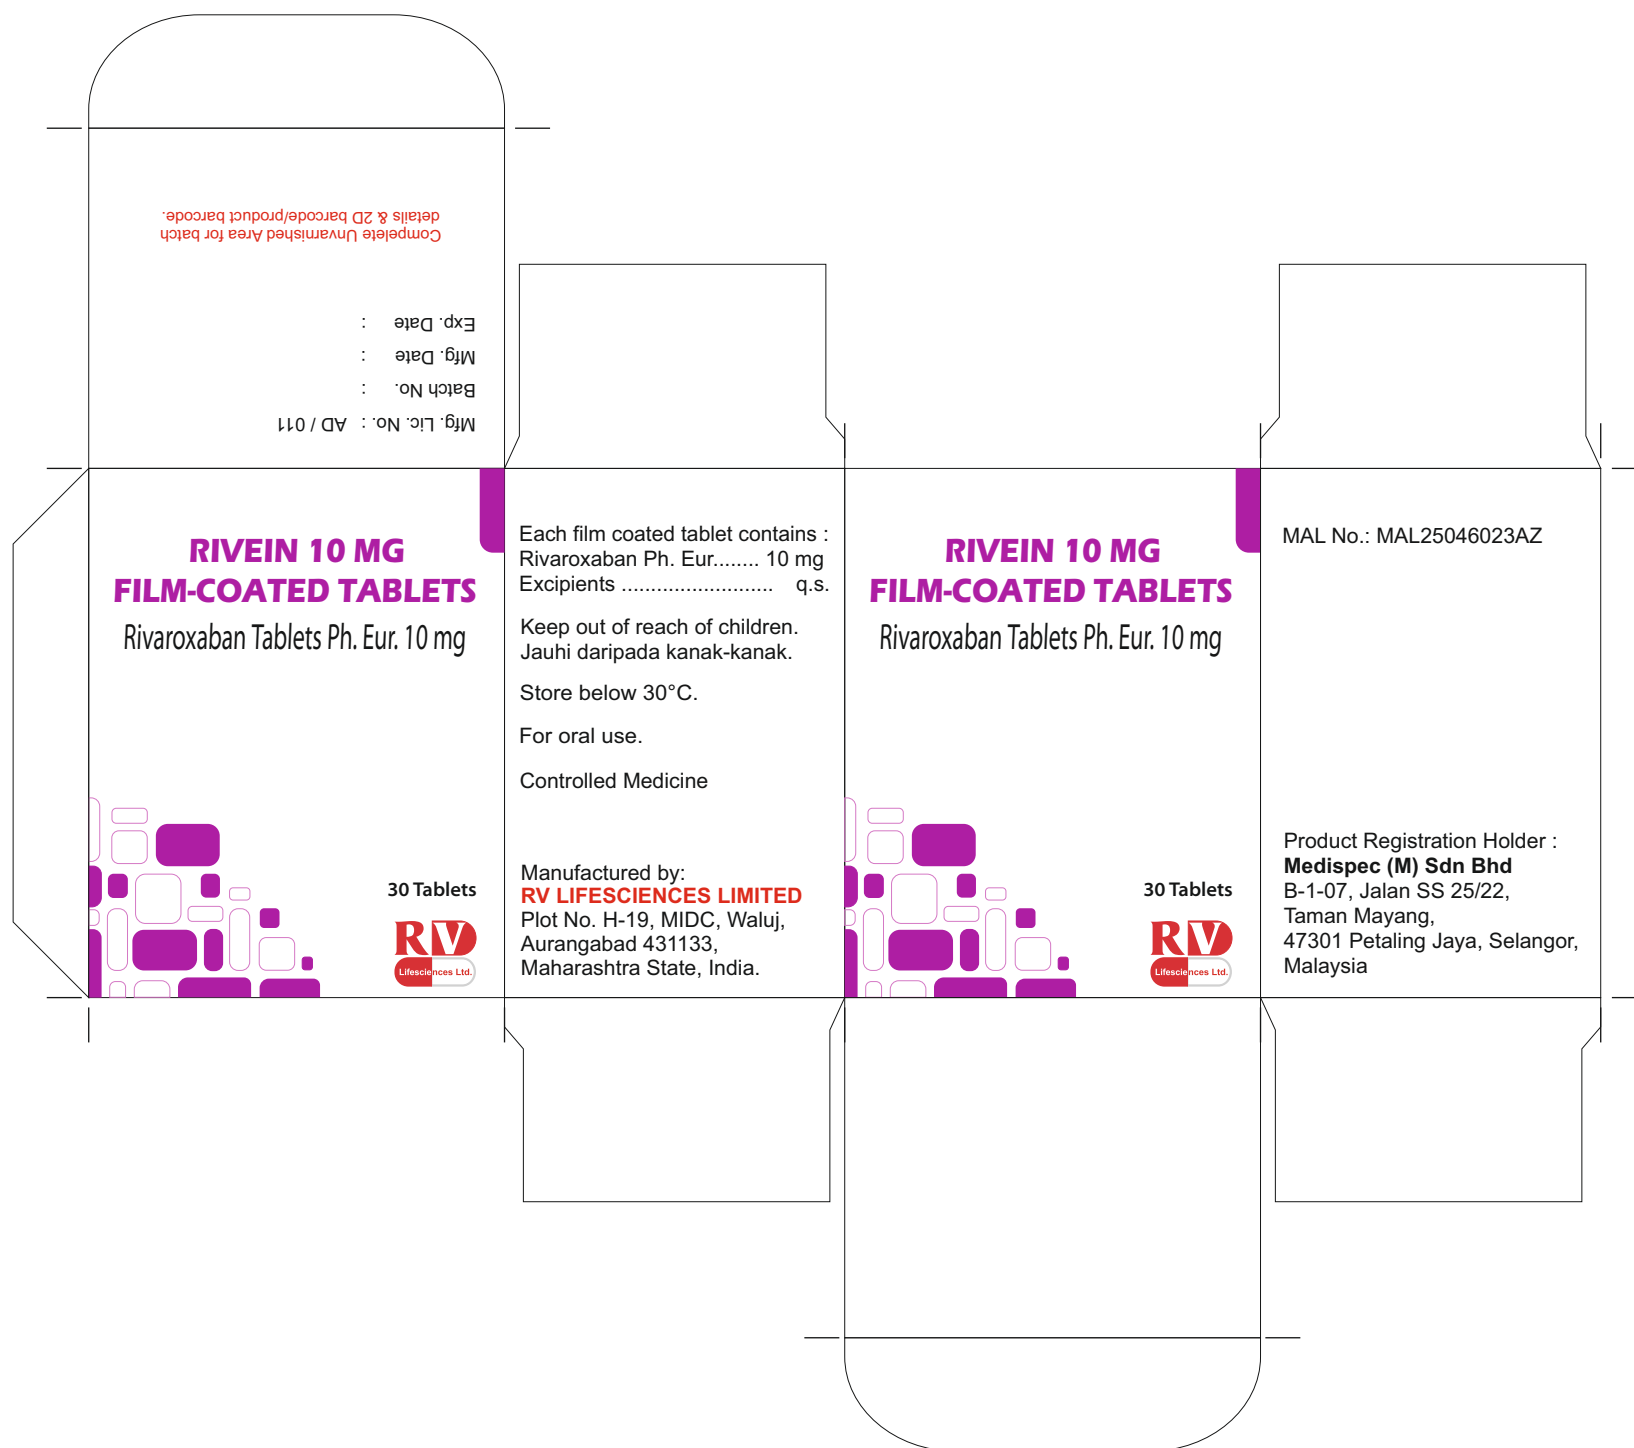 Compelete Unvarnished Area for batch
details & 2D barcode/product barcode.
Mfg. Lic. No. : AD / 011
Batch No. :
Mfg. Date :
Exp. Date :
RIVEIN 10 MG
FILM-COATED TABLETS
Rivaroxaban Tablets Ph. Eur. 10 mg
30 Tablets
RV
Lifesciences Ltd.
Each film coated tablet contains :
Rivaroxaban Ph. Eur........ 10 mg
Excipients .......................... q.s.
Keep out of reach of children.
Jauhi daripada kanak-kanak.
Store below 30°C.
For oral use.
Controlled Medicine
Manufactured by:
RV LIFESCIENCES LIMITED
Plot No. H-19, MIDC, Waluj,
Aurangabad 431133,
Maharashtra State, India.
RIVEIN 10 MG
FILM-COATED TABLETS
Rivaroxaban Tablets Ph. Eur. 10 mg
30 Tablets
RV
Lifesciences Ltd.
MAL No.: MAL25046023AZ
Product Registration Holder :
Medispec (M) Sdn Bhd
B-1-07, Jalan SS 25/22,
Taman Mayang,
47301 Petaling Jaya, Selangor,
Malaysia